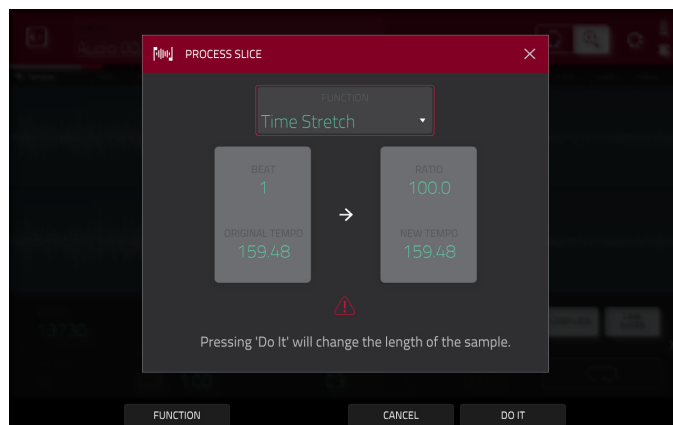 PROCESS SLICE
FUNCTION
Time Stretch
BEAT
1
RATIO
100.0
ORIGINAL TEMPO
159.48
NEW TEMPO
159.48
Pressing 'Do It' will change the length of the sample.
FUNCTION
CANCEL
DO IT